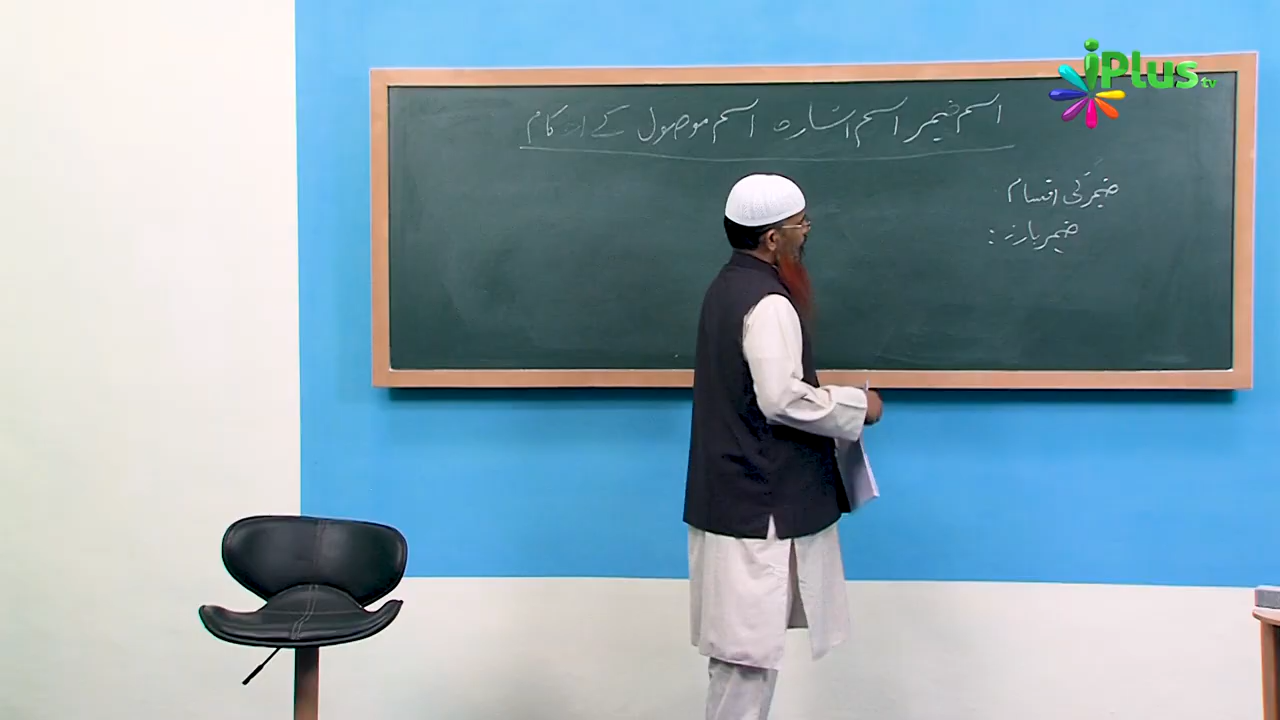 iPlus.tv
اسم ضمیر اسم اشارہ اسم موصول کے احکام
ضمیر کی اقسام
ضمیر بارز :